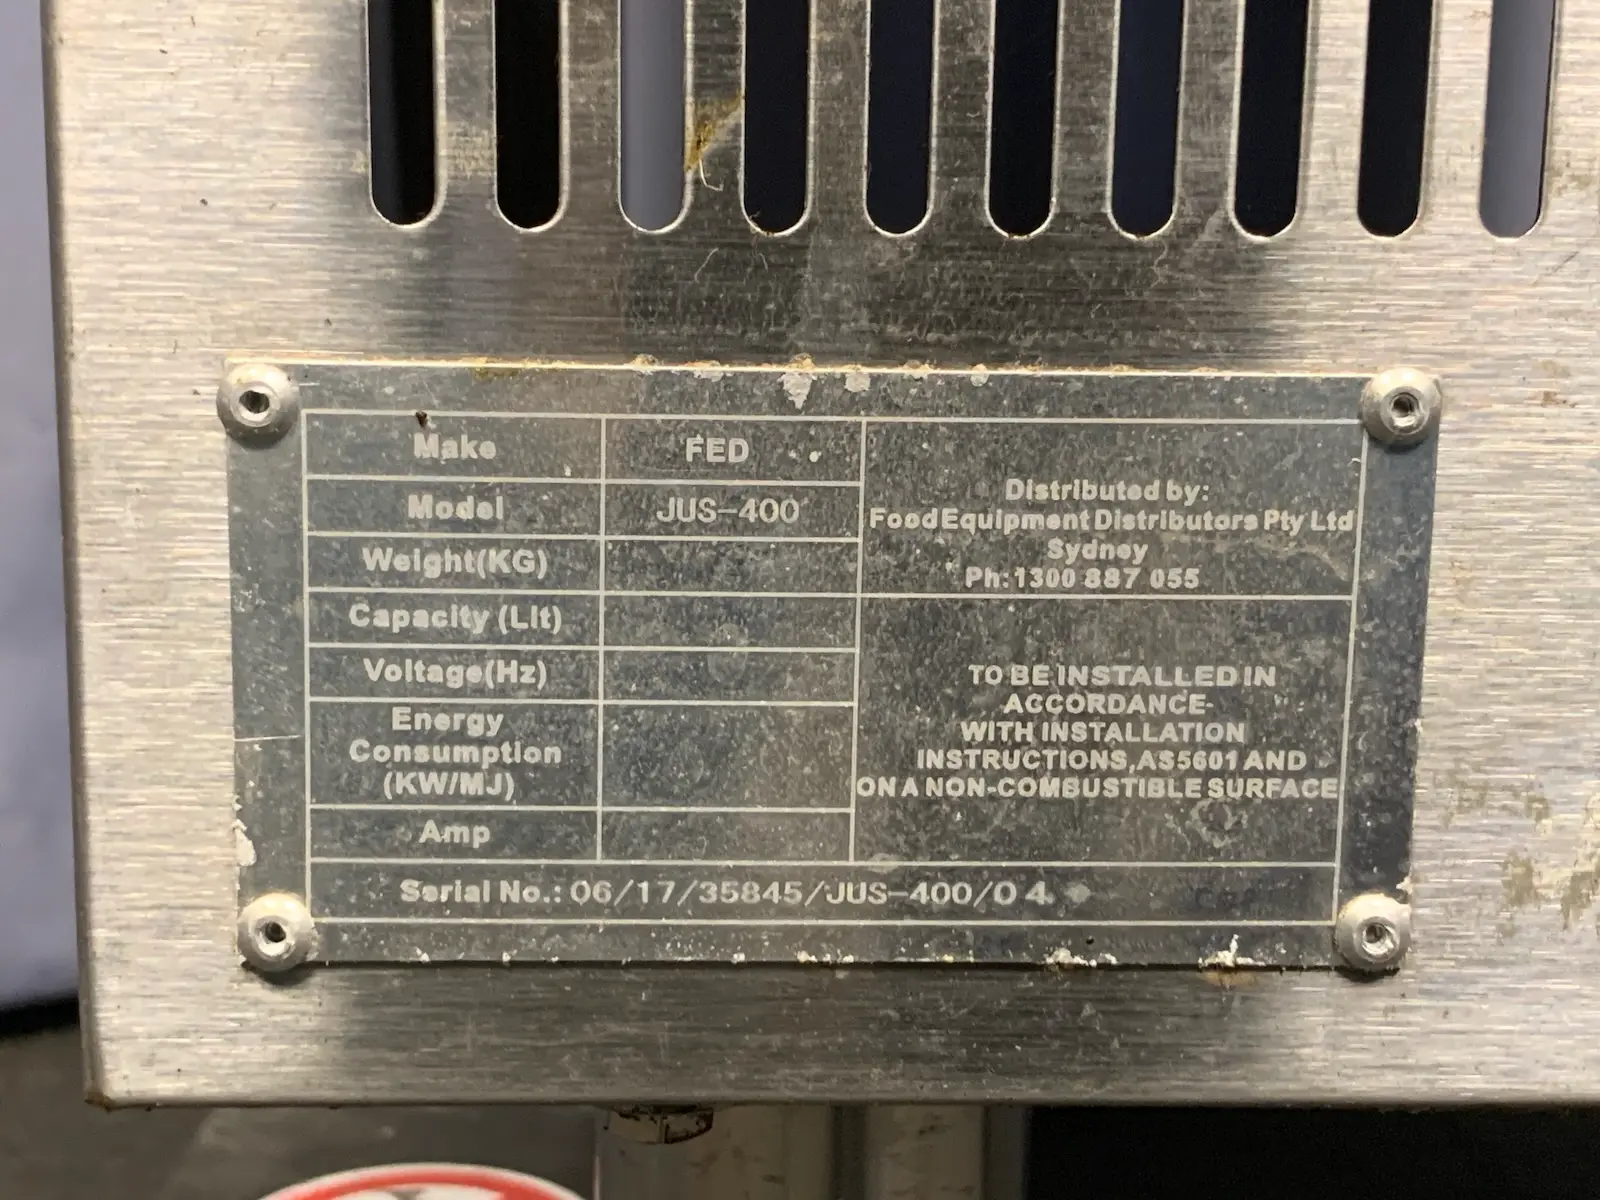 Make FED
Model JUS-400
Weight(KG)
Capacity (Lit)
Voltage(Hz)
Energy
Consumption
(KW/MJ)
Amp
Distributed by:
Food Equipment Distributors Pty Ltd
Sydney
Ph:1300 887 055
TO BE INSTALLED IN
ACCORDANCE-
WITH INSTALLATION
INSTRUCTIONS,AS5601 AND
ON A NON-COMBUSTIBLE SURFACE
Serial No.: 06/17/35845/JUS-400/04